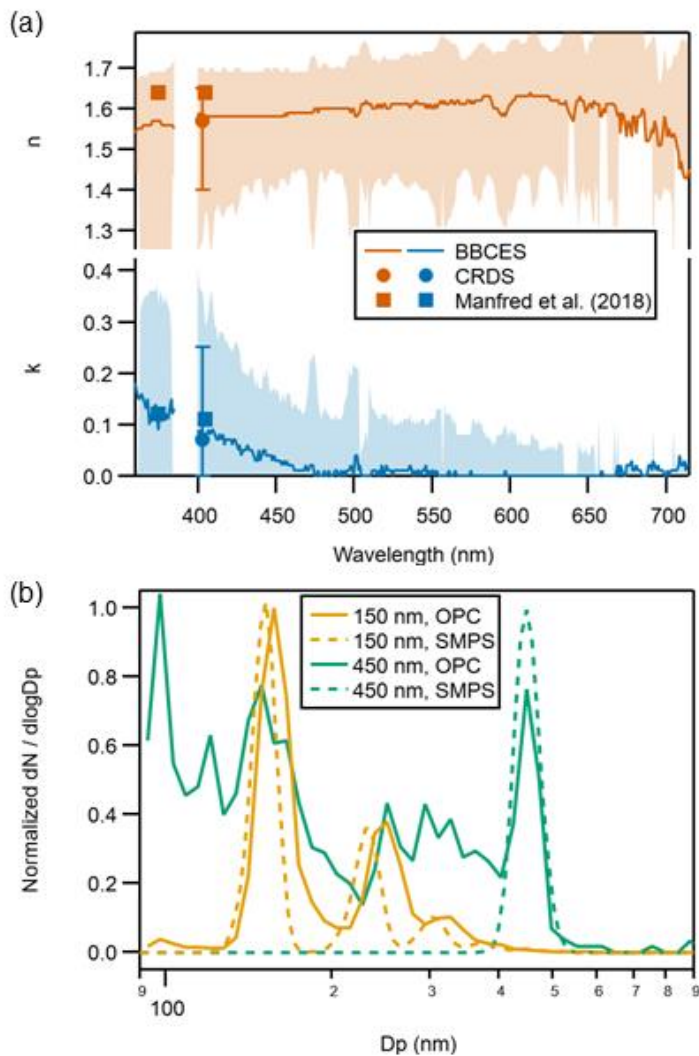 (a)
1.7
1.6
1.5
1.4
1.3
n
BBCES
CRDS
Manfred et al. (2018)
0.4
0.3
0.2
0.1
0.0
k
400 450 500 550 600 650 700
Wavelength (nm)
(b)
150 nm, OPC
150 nm, SMPS
450 nm, OPC
450 nm, SMPS
1.0
0.8
0.6
0.4
0.2
0.0
Normalized dN / dlogDp
9 2 3 4 5 6 7 8 9
100
Dp (nm)